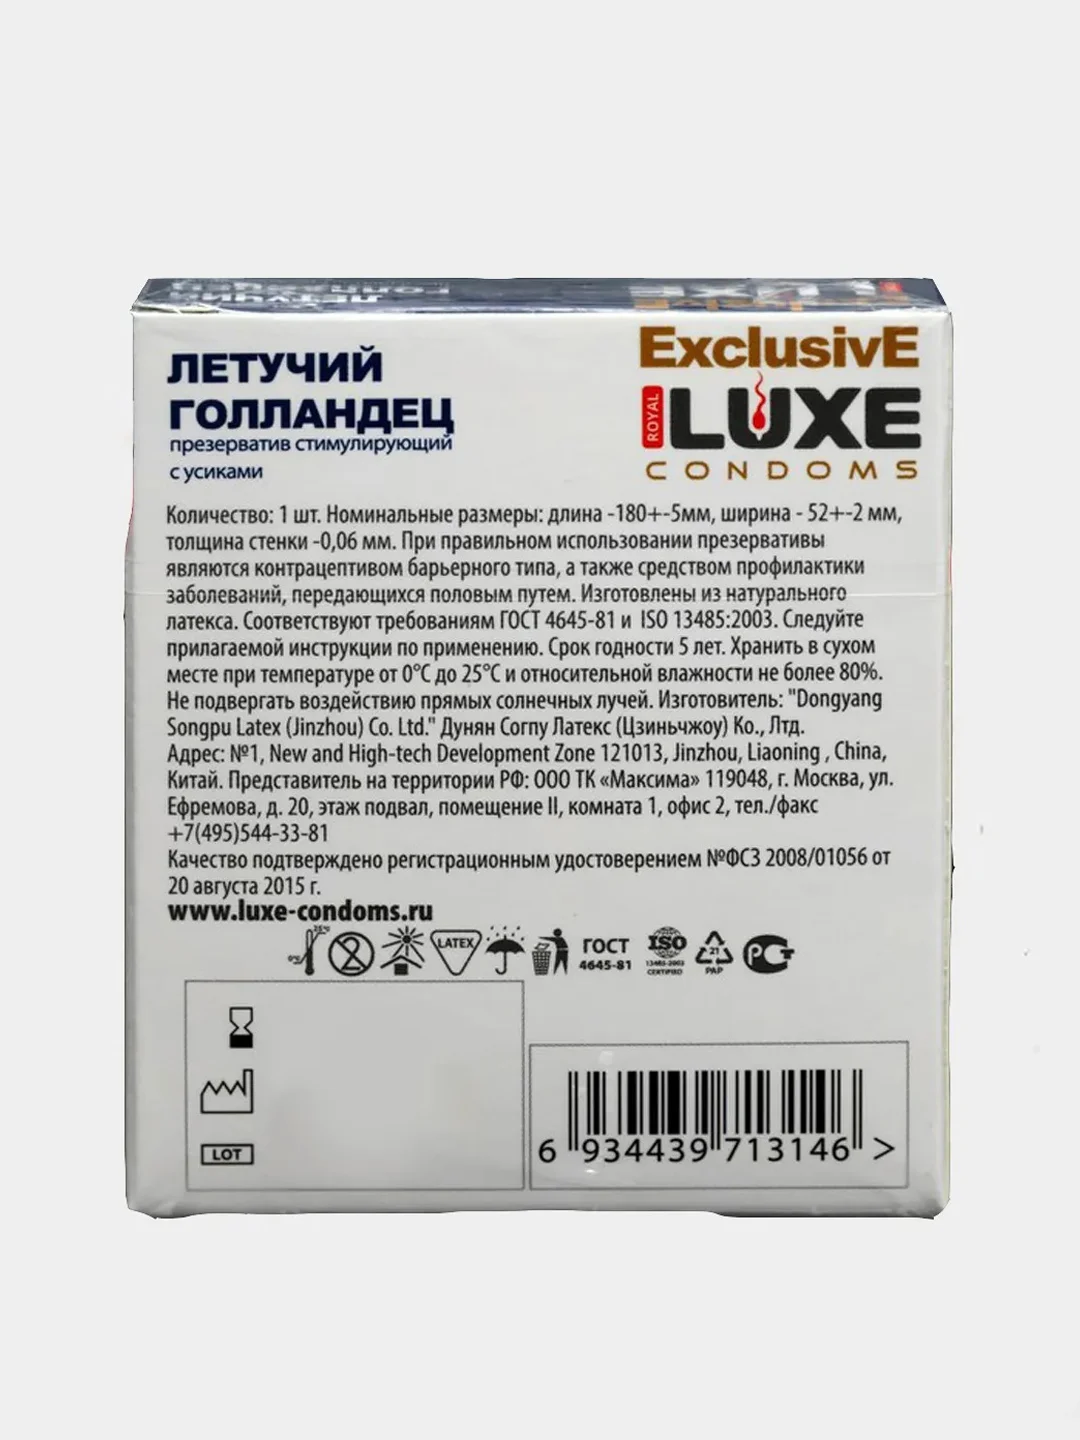 ЛЕТУЧИЙ
ГОЛЛАНДЕЦ
презерватив стимулирующий
с усиками
ExclusivE
ROYAL
LUXE
CONDOMS
Количество: 1 шт. Номинальные размеры: длина -180+-5мм, ширина - 52+-2 мм,
толщина стенки -0,06 мм. При правильном использовании презервативы
являются контрацептивом барьерного типа, а также средством профилактики
заболеваний, передающихся половым путем. Изготовлены из натурального
латекса. Соответствуют требованиям ГОСТ 4645-81 и ISO 13485:2003. Следуйте
прилагаемой инструкции по применению. Срок годности 5 лет. Хранить в сухом
месте при температуре от 0°С до 25°С и относительной влажности не более 80%.
Не подвергать воздействию прямых солнечных лучей. Изготовитель: "Dongyang
Songpu Latex (Jinzhou) Co. Ltd." Дунян Согпу Латекс (Цзиньчжоу) Ко., Лтд.
Адрес: №1, New and High-tech Development Zone 121013, Jinzhou, Liaoning , China,
Китай. Представитель на территории РФ: ООО ТК «Максима» 119048, г. Москва, ул.
Ефремова, д. 20, этаж подвал, помещение II, комната 1, офис 2, тел./факс
+7(495)544-33-81
Качество подтверждено регистрационным удостоверением №ФСЗ 2008/01056 от
20 августа 2015 г.
www.luxe-condoms.ru
0°C 25°C 2 LATEX ГОСТ ISO 21
4645-81 13485-2003 CERTIFIED PAP
LOT
6 934439 713146 >